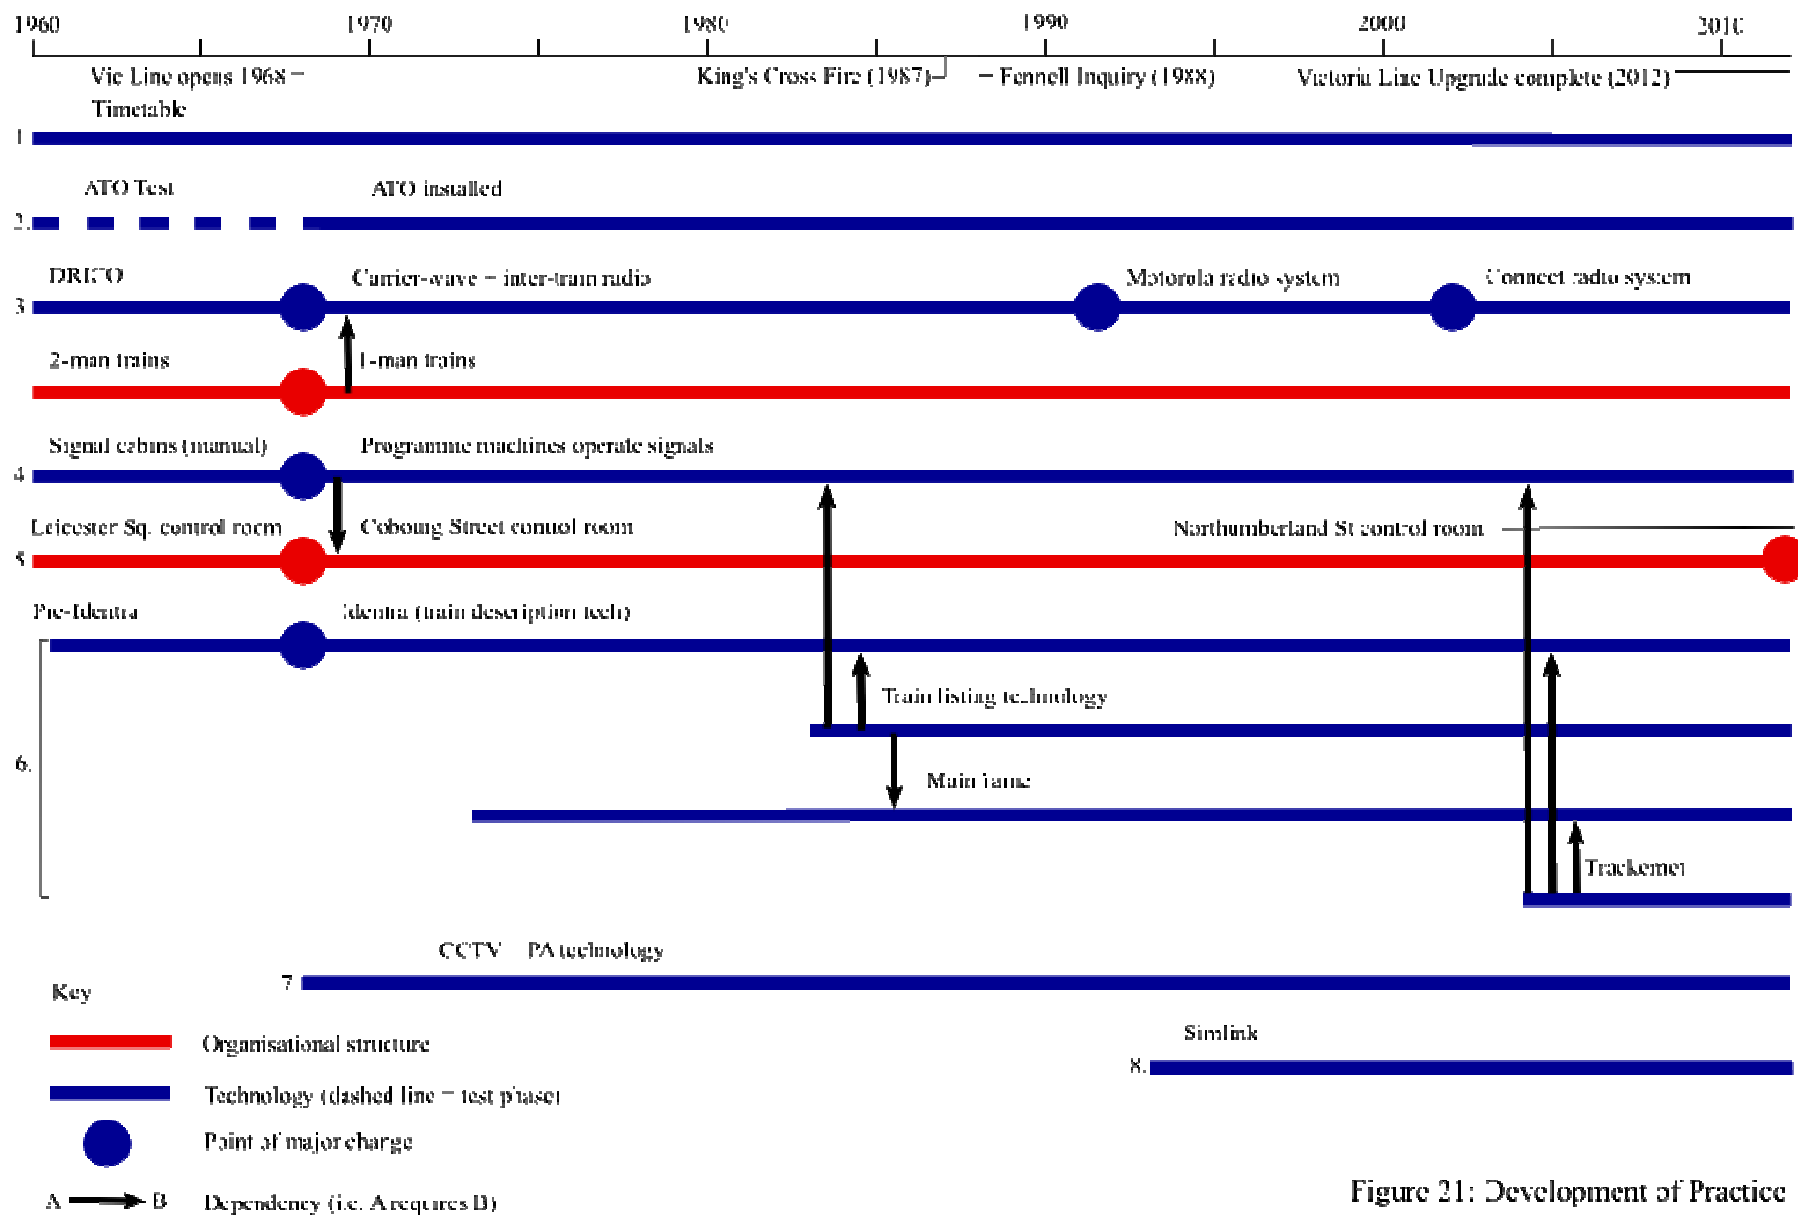 1960 1970 1980 1990 2000 2010
Vic Line opens 1968 King's Cross Fire (1987) Fennell Inquiry (1988) Victoria Line Upgrade complete (2012)
Timetable
1
ATO Test ATO installed
2.
DRICO Carrier-wave + inter-train radio Motorola radio system Connect radio system
3
2-man trains 1-man trains
Signal cabins (manual) Programme machines operate signals
4
Leicester Sq. control room Cobourg Street control room Northumberland St control room
5
Pre-Identra Identra (train description tech)
Train listing technology
6.
Mainframe
Trackernet
CCTV PA technology
7
Key
Simlink
Organisational structure
8.
Technology (dashed line = test phase)
Point of major change
A B Dependency (i.e. A requires B)
Figure 21: Development of Practice